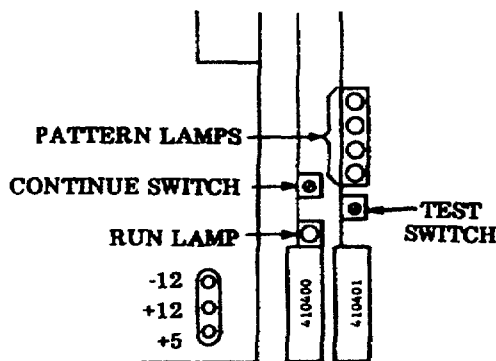 PATTERN LAMPS
CONTINUE SWITCH
TEST
SWITCH
RUN LAMP
-12
+12
+5
410400
410401